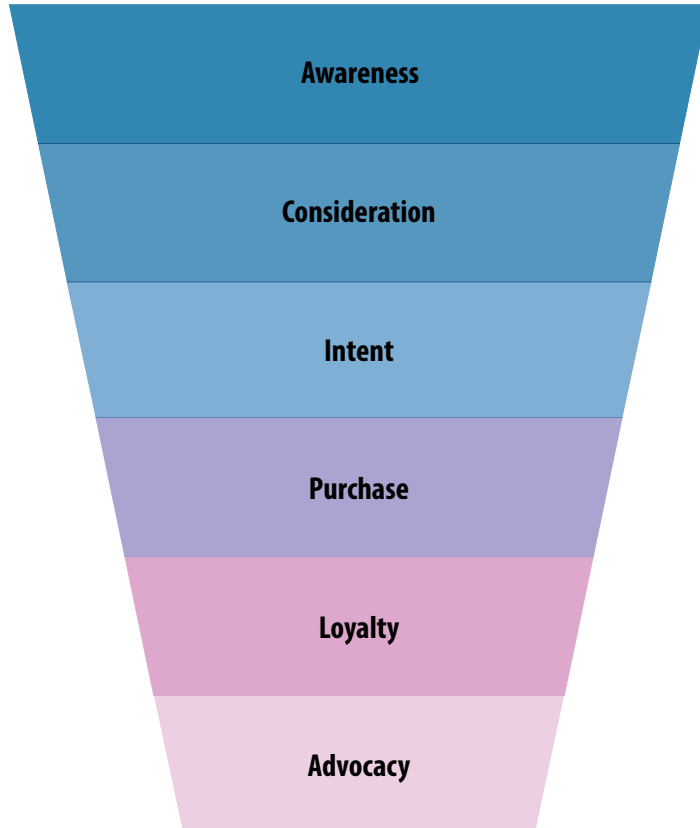 Awareness
Consideration
Intent
Purchase
Loyalty
Advocacy